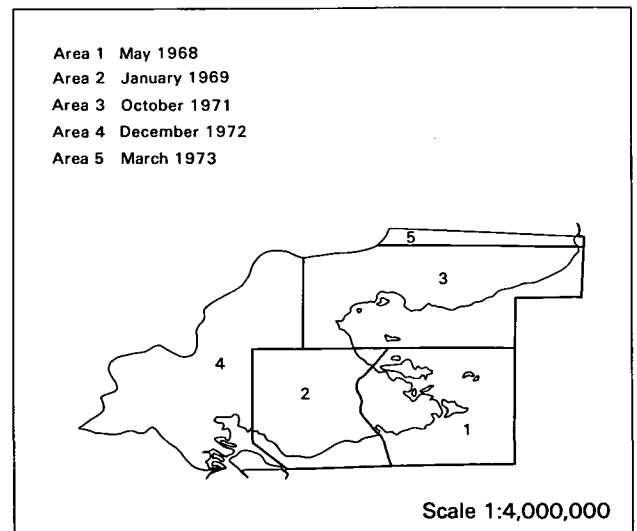 Area 1 May 1968
Area 2 January 1969
Area 3 October 1971
Area 4 December 1972
Area 5 March 1973
5
3
4
2
1
Scale 1:4,000,000